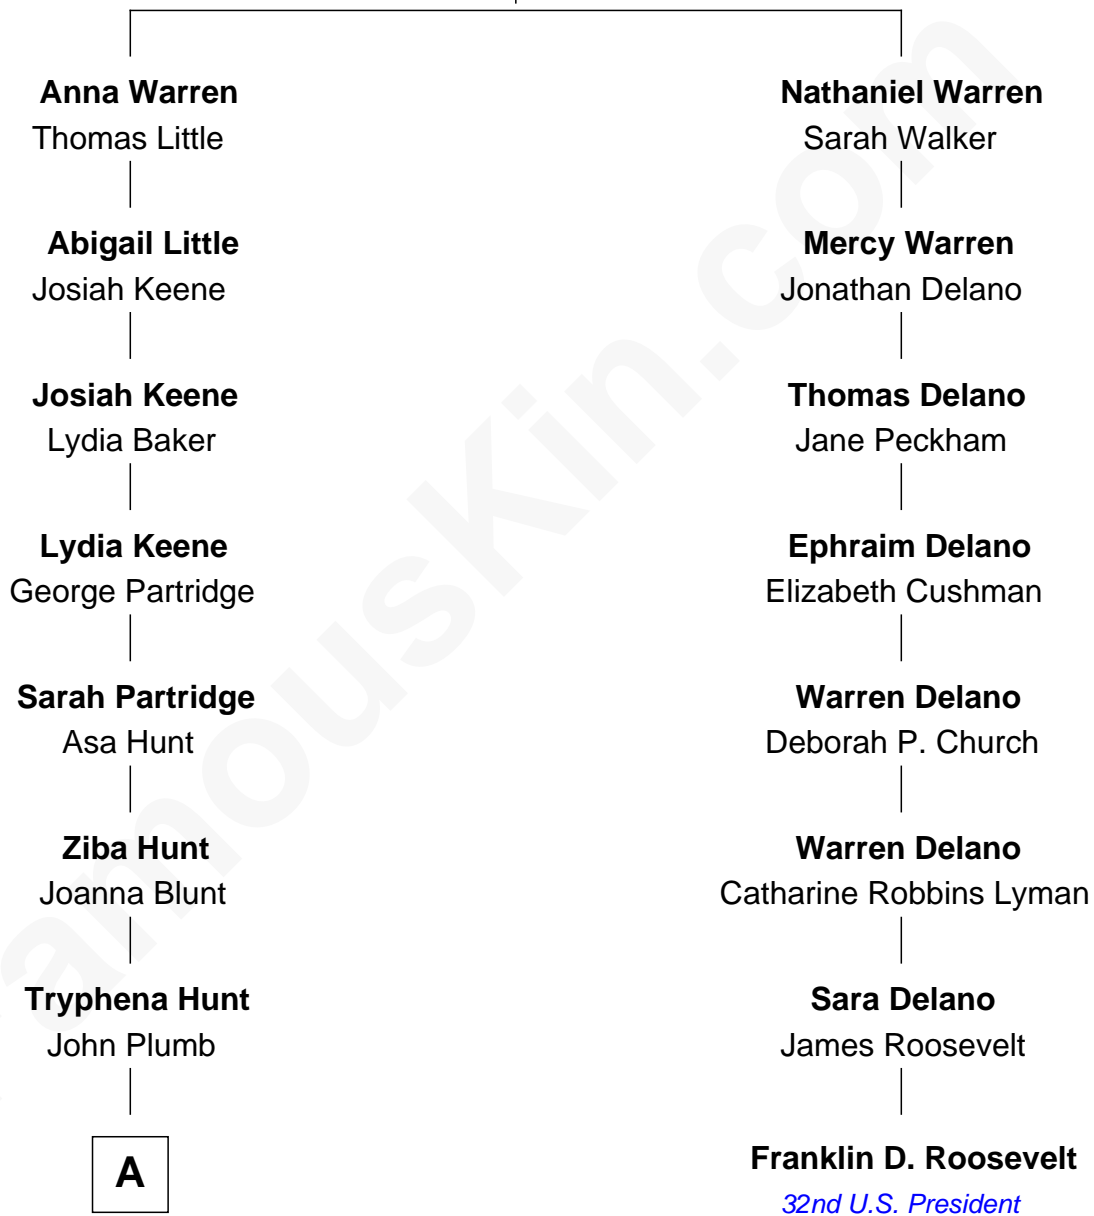 Anna Warren
Thomas Little
Abigail Little
Josiah Keene
Josiah Keene
Lydia Baker
Lydia Keene
George Partridge
Sarah Partridge
Asa Hunt
Ziba Hunt
Joanna Blunt
Tryphena Hunt
John Plumb
A
Nathaniel Warren
Sarah Walker
Mercy Warren
Jonathan Delano
Thomas Delano
Jane Peckham
Ephraim Delano
Elizabeth Cushman
Warren Delano
Deborah P. Church
Warren Delano
Catharine Robbins Lyman
Sara Delano
James Roosevelt
Franklin D. Roosevelt
32nd U.S. President
amousKin.com